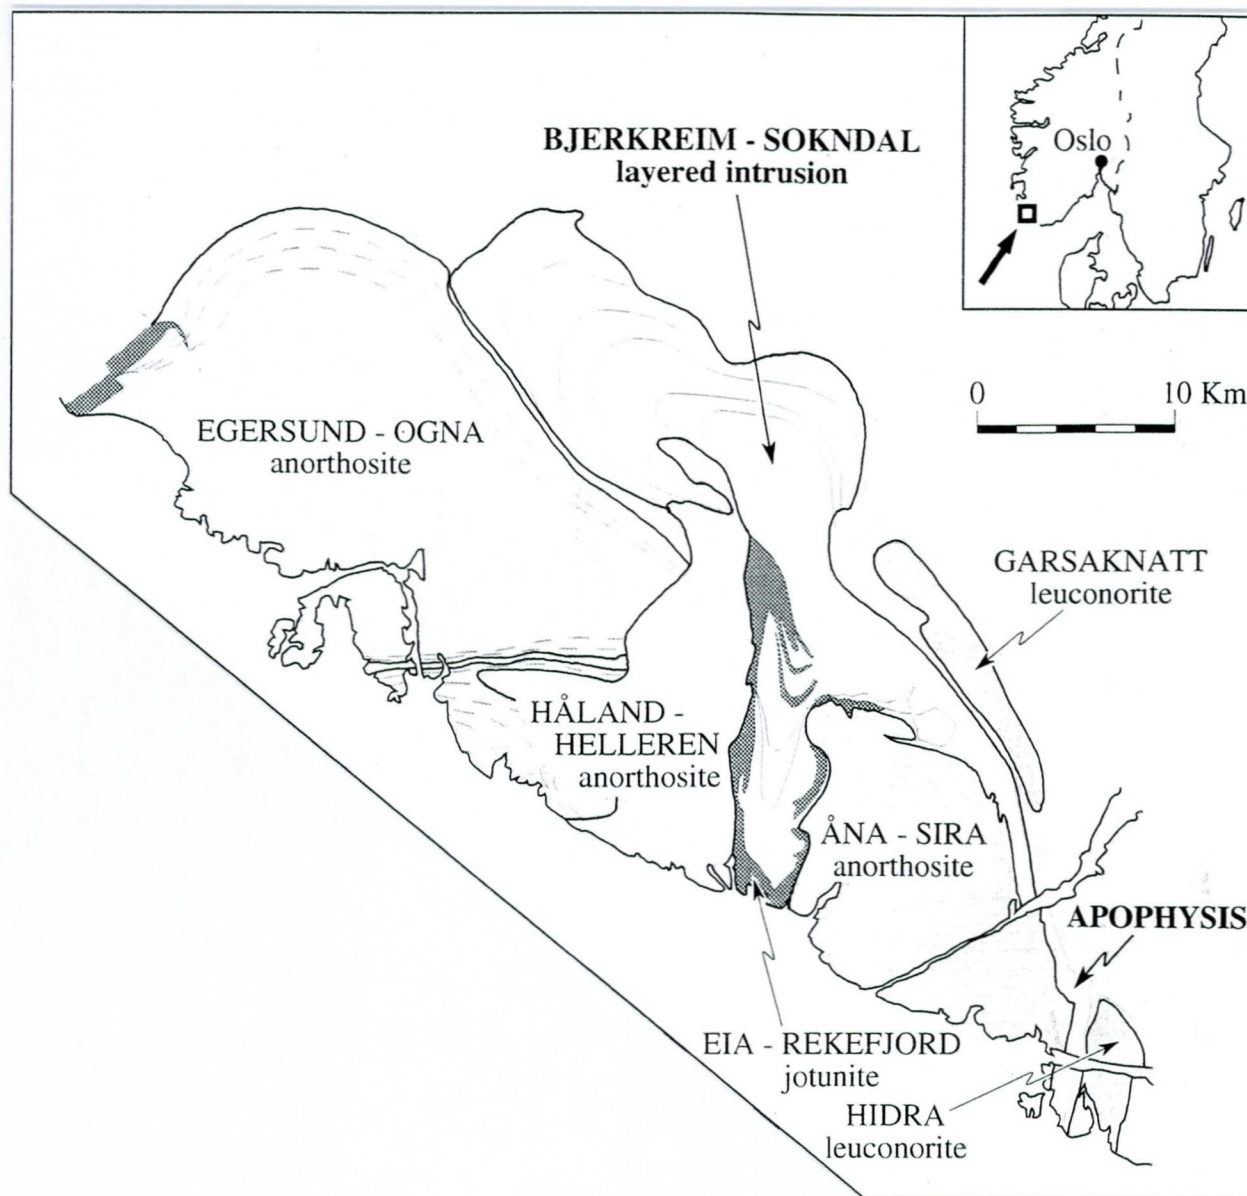 BJERKREIM - SOKNDAL
layered intrusion
Oslo
0 10 Km
EGERSUND - OGNA
anorthosite
GARSAKNATT
leuconorite
HÅLAND -
HELLEREN
anorthosite
ÅNA - SIRA
anorthosite
APOPHYSIS
EIA - REKEFJORD
jotunite
HIDRA
leuconorite